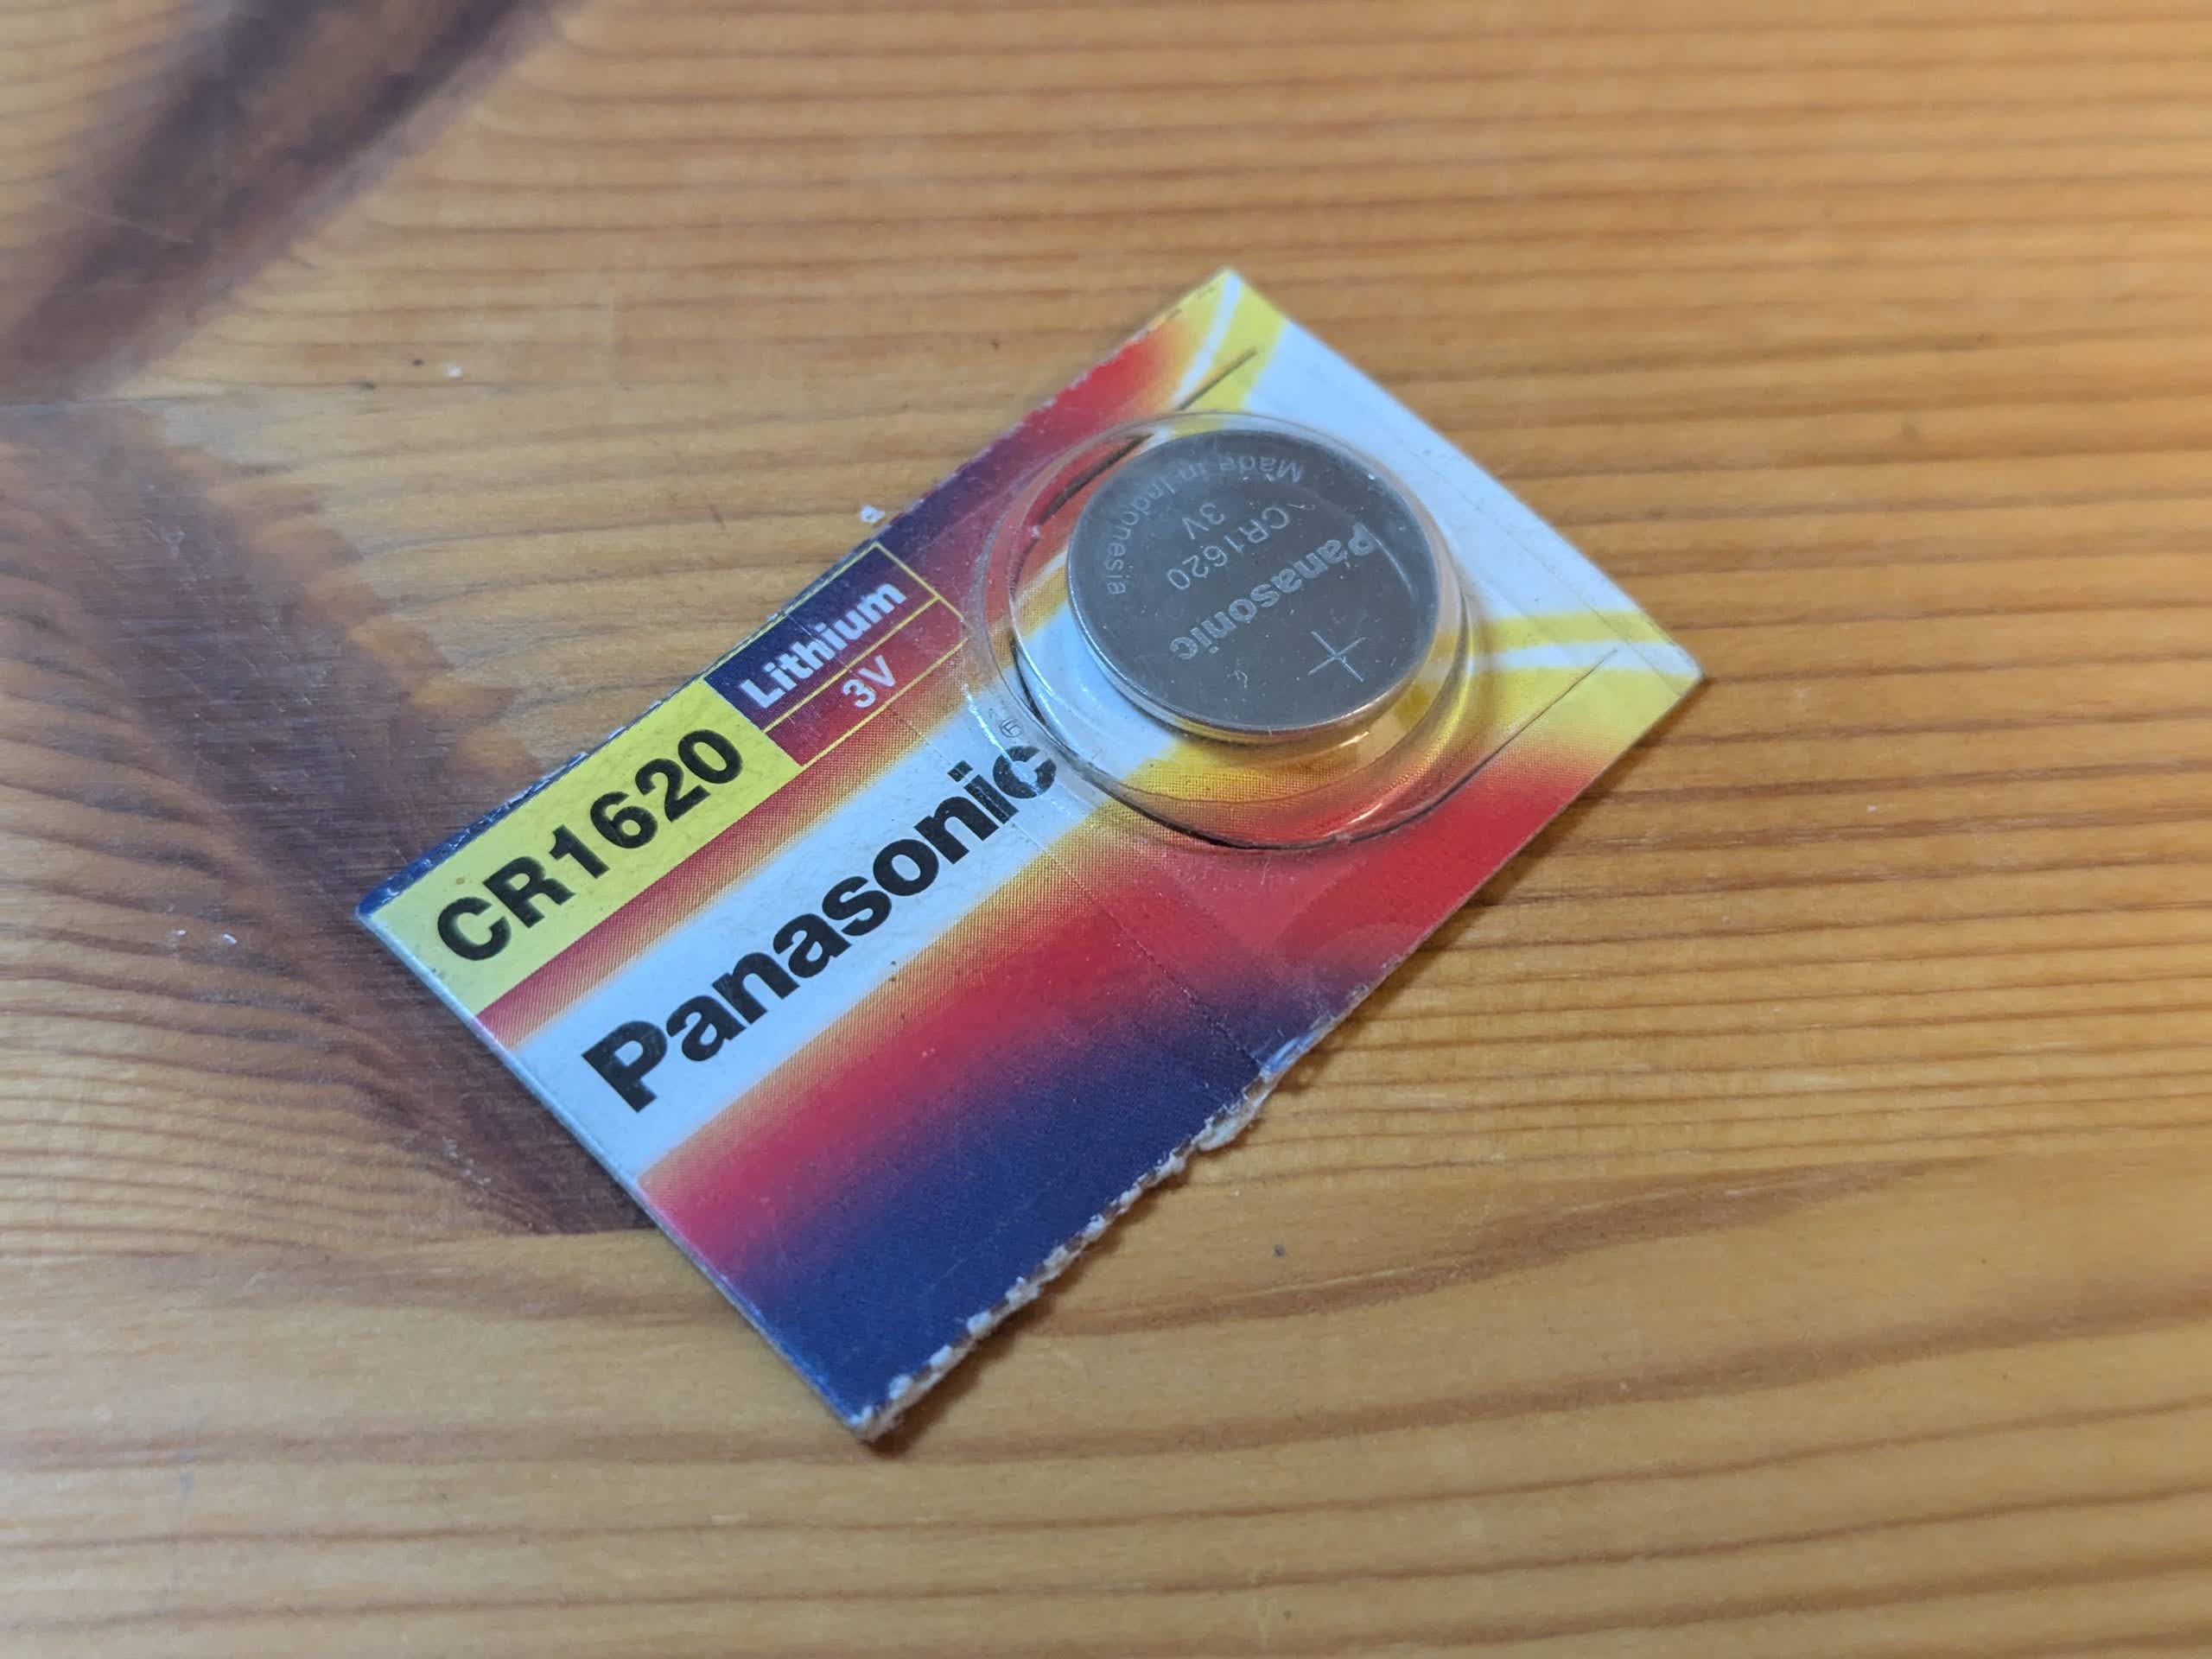 CR1620
Lithium
3V
Panasonic®
Panasonic
CR1620
3V
Made in Indonesia
+